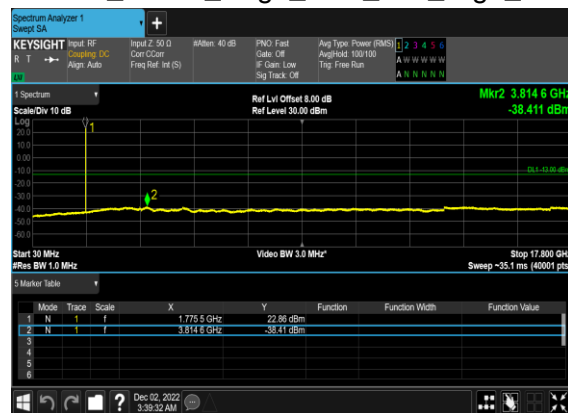 Spectrum Analyzer 1
Swept SA
+
KEYSIGHT Input: RF Input Z: 50 Ω #Atten: 40 dB PNO: Fast Avg Type: Power (RMS) 1 2 3 4 5 6
R T Coupling: DC Corr CCorr Gate: Off Avg|Hold: 100/100 A W W W W W
Align: Auto Freq Ref: Int (S) IF Gain: Low Trig: Free Run
LM Sig Track: Off A N N N N N
1 Spectrum Ref Lvl Offset 8.00 dB Mkr2 3.814 6 GHz
Scale/Div 10 dB Ref Level 30.00 dBm -38.411 dBm
Log
20.0 1
10.0
0.00
-10.0 DL1 -13.00 dBm
-20.0
-30.0 2
-40.0
-50.0
-60.0
Start 30 MHz Video BW 3.0 MHz* Stop 17.800 GHz
#Res BW 1.0 MHz Sweep ~35.1 ms (40001 pts)
5 Marker Table
Mode Trace Scale X Y Function Function Width Function Value
1 N 1 f 1.775 5 GHz 22.86 dBm
2 N 1 f 3.814 6 GHz -38.41 dBm
3
4
5
6
? Dec 02, 2022
3:39:32 AM